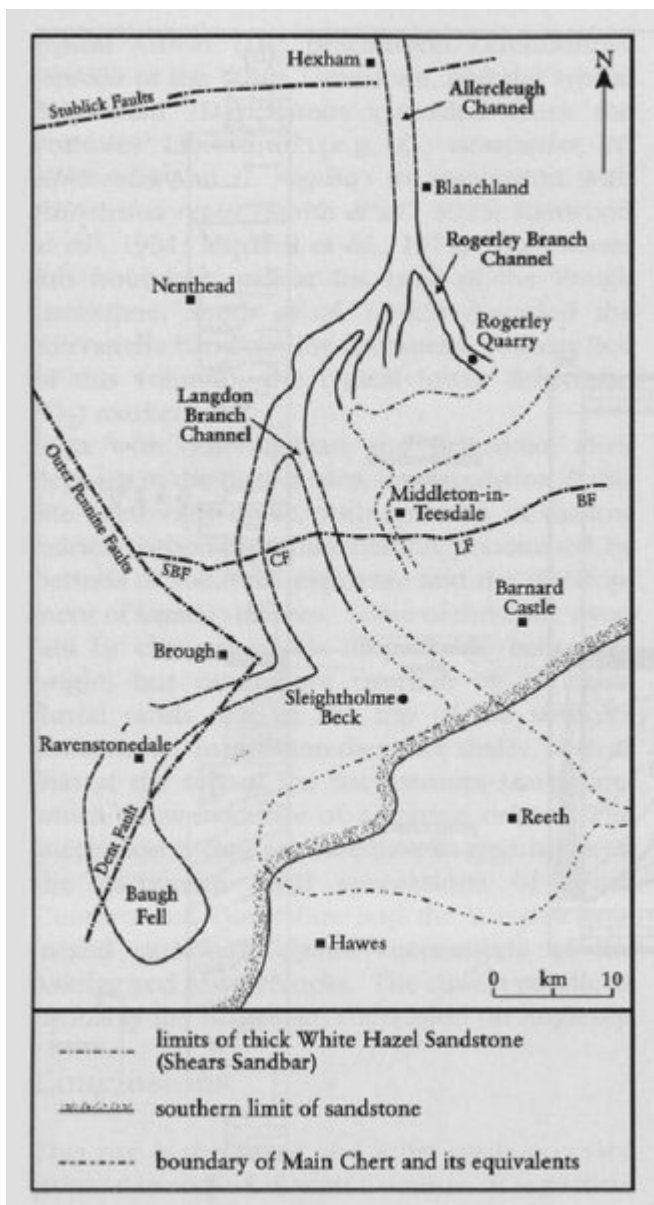 Hexham
N
Stublick Faults
Allercleugh
Channel
Blanchland
Rogerley Branch
Channel
Nenthead
Rogerley
Quarry
Langdon
Branch
Channel
Outer Pennine Faults
Middleton-in-
Teesdale
BF
LF
CF
SBF
Barnard
Castle
Brough
Sleightholme
Beck
Ravenstonedale
Reeth
Dent Fault
Baugh
Fell
Hawes
0 km 10
limits of thick White Hazel Sandstone
(Shears Sandbar)
southern limit of sandstone
boundary of Main Chert and its equivalents